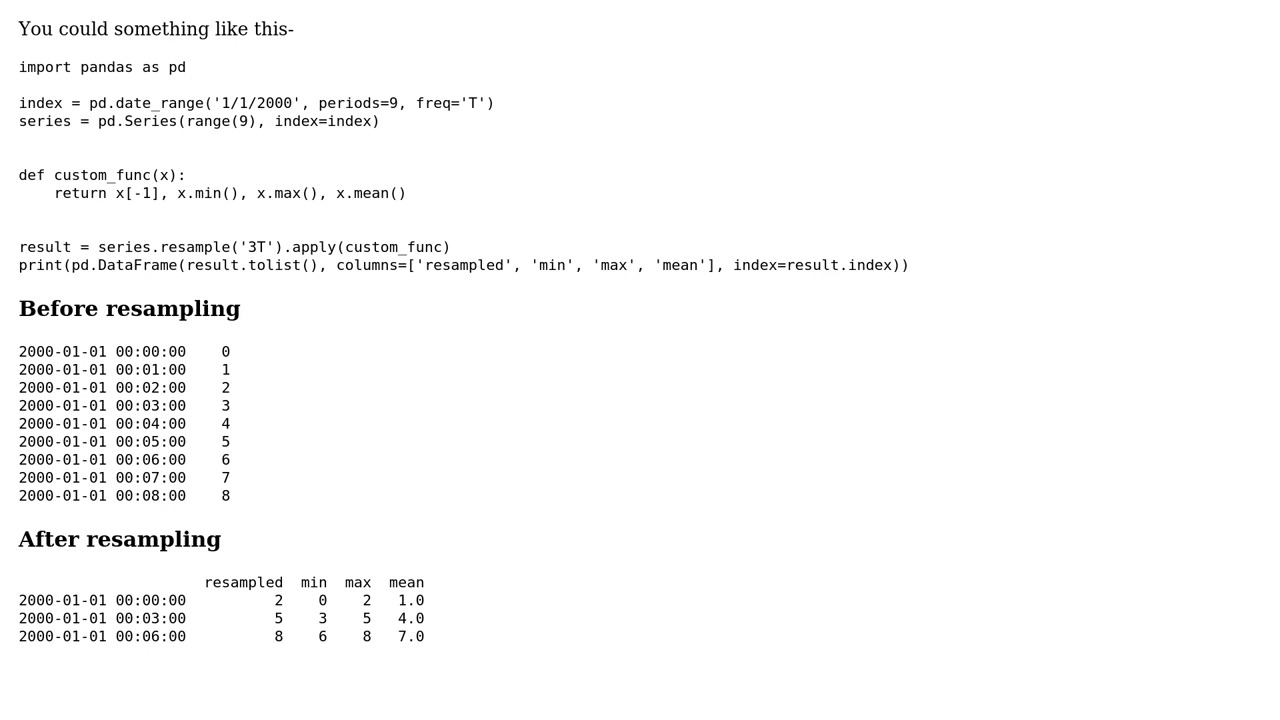 You could something like this-
import pandas as pd
index = pd.date_range('1/1/2000', periods=9, freq='T')
series = pd.Series(range(9), index=index)
def custom_func(x):
    return x[-1], x.min(), x.max(), x.mean()
result = series.resample('3T').apply(custom_func)
print(pd.DataFrame(result.tolist(), columns=['resampled', 'min', 'max', 'mean'], index=result.index))
Before resampling
2000-01-01 00:00:00    0
2000-01-01 00:01:00    1
2000-01-01 00:02:00    2
2000-01-01 00:03:00    3
2000-01-01 00:04:00    4
2000-01-01 00:05:00    5
2000-01-01 00:06:00    6
2000-01-01 00:07:00    7
2000-01-01 00:08:00    8
After resampling
                     resampled  min  max  mean
2000-01-01 00:00:00          2    0    2   1.0
2000-01-01 00:03:00          5    3    5   4.0
2000-01-01 00:06:00          8    6    8   7.0